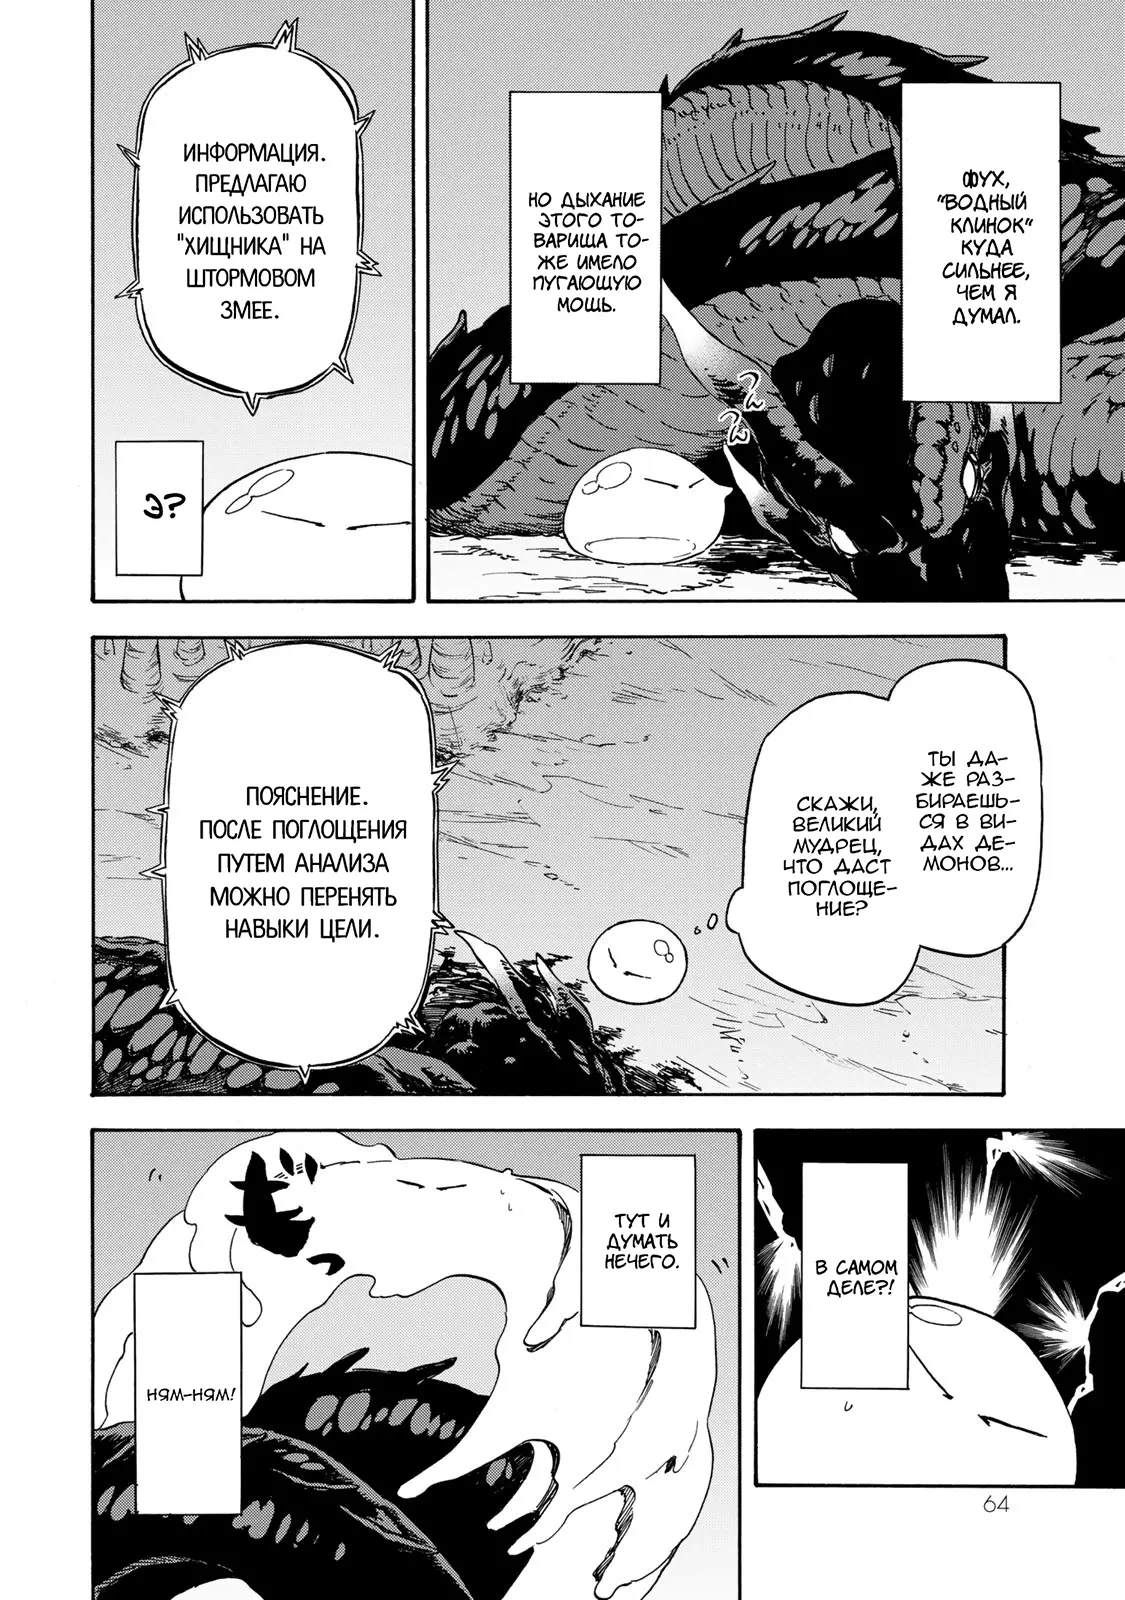 ФУХ,
"ВОДНЫЙ
КЛИНОК"
КУДА
СИЛЬНЕЕ,
ЧЕМ Я
ДУМАЛ.
НО ДЫХАНИЕ
ЭТОГО ТО-
ВАРИЩА ТО-
ЖЕ ИМЕЛО
ПУГАЮЩУЮ
МОЩЬ.
ИНФОРМАЦИЯ.
ПРЕДЛАГАЮ
ИСПОЛЬЗОВАТЬ
"ХИЩНИКА" НА
ШТОРМОВОМ
ЗМЕЕ.
Э?
ТЫ ДА-
ЖЕ РАЗ-
БИРАЕШЬ-
СЯ В ВИ-
ДАХ ДЕ-
МОНОВ...
СКАЖИ,
ВЕЛИКИЙ
МУДРЕЦ,
ЧТО ДАСТ
ПОГЛОЩЕ-
НИЕ?
ПОЯСНЕНИЕ.
ПОСЛЕ ПОГЛОЩЕНИЯ
ПУТЕМ АНАЛИЗА
МОЖНО ПЕРЕНЯТЬ
НАВЫКИ ЦЕЛИ.
В САМОМ
ДЕЛЕ?!
ТУТ И
ДУМАТЬ
НЕЧЕГО.
НЯМ-НЯМ!
64